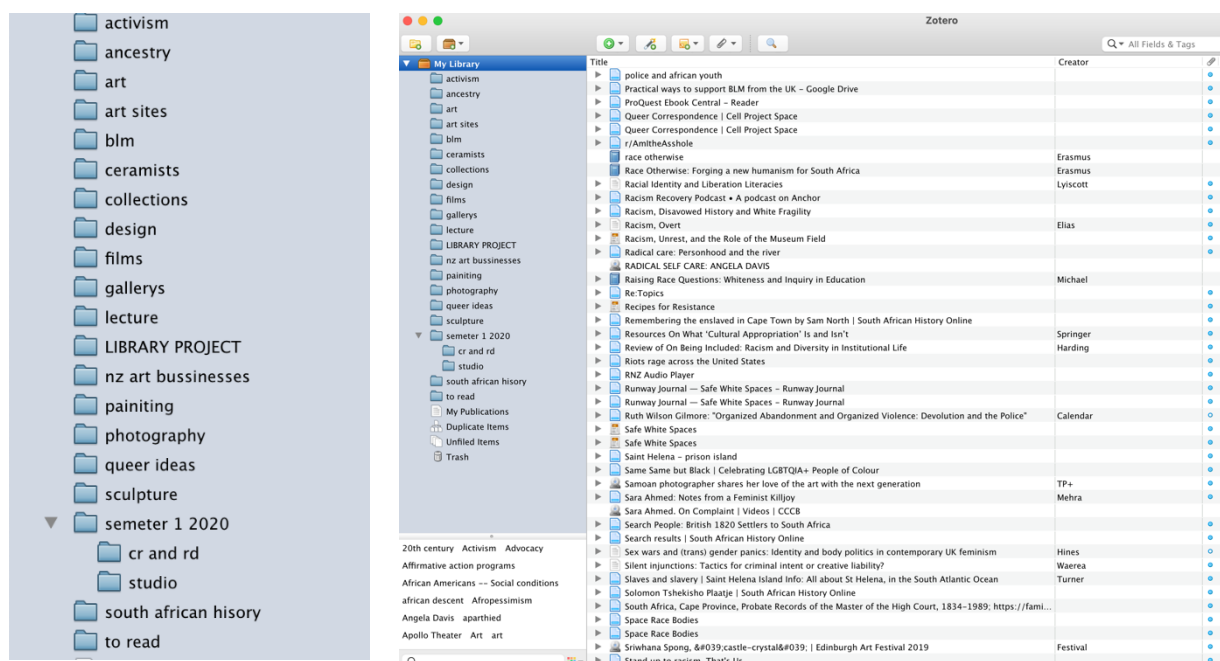 activism
ancestry
art
art sites
blm
ceramists
collections
design
films
gallerys
lecture
LIBRARY PROJECT
nz art bussinesses
painiting
photography
queer ideas
sculpture
semeter 1 2020
cr and rd
studio
south african hisory
to read
Zotero
All Fields & Tags
My Library
activism
ancestry
art
art sites
blm
ceramists
collections
design
films
gallerys
lecture
LIBRARY PROJECT
nz art bussinesses
painiting
photography
queer ideas
sculpture
semeter 1 2020
cr and rd
studio
south african hisory
to read
My Publications
Duplicate Items
Unfiled Items
Trash
20th century Activism Advocacy
Affirmative action programs
African Americans -- Social conditions
african descent Afropessimism
Angela Davis aparthied
Apollo Theater Art art
Title Creator
police and african youth
Practical ways to support BLM from the UK - Google Drive
ProQuest Ebook Central - Reader
Queer Correspondence | Cell Project Space
Queer Correspondence | Cell Project Space
r/AmItheAsshole
race otherwise Erasmus
Race Otherwise: Forging a new humanism for South Africa Erasmus
Racial Identity and Liberation Literacies Lyiscott
Racism Recovery Podcast • A podcast on Anchor
Racism, Disavowed History and White Fragility
Racism, Overt Elias
Racism, Unrest, and the Role of the Museum Field
Radical care: Personhood and the river
RADICAL SELF CARE: ANGELA DAVIS
Raising Race Questions: Whiteness and Inquiry in Education Michael
Re:Topics
Recipes for Resistance
Remembering the enslaved in Cape Town by Sam North | South African History Online
Resources On What ‘Cultural Appropriation’ Is and Isn’t Springer
Review of On Being Included: Racism and Diversity in Institutional Life Harding
Riots rage across the United States
RNZ Audio Player
Runway Journal — Safe White Spaces - Runway Journal
Runway Journal — Safe White Spaces - Runway Journal
Ruth Wilson Gilmore: "Organized Abandonment and Organized Violence: Devolution and the Police" Calendar
Safe White Spaces
Safe White Spaces
Saint Helena - prison island
Same Same but Black | Celebrating LGBTQIA+ People of Colour
Samoan photographer shares her love of the art with the next generation TP+
Sara Ahmed: Notes from a Feminist Killjoy Mehra
Sara Ahmed. On Complaint | Videos | CCCB
Search People: British 1820 Settlers to South Africa
Search results | South African History Online
Sex wars and (trans) gender panics: Identity and body politics in contemporary UK feminism Hines
Silent injunctions: Tactics for criminal intent or creative liability? Waerea
Slaves and slavery | Saint Helena Island Info: All about St Helena, in the South Atlantic Ocean Turner
Solomon Tshekisho Plaatje | South African History Online
South Africa, Cape Province, Probate Records of the Master of the High Court, 1834-1989; https://fami...
Space Race Bodies
Space Race Bodies
Sriwhana Spong, &#039;castle-crystal&#039; | Edinburgh Art Festival 2019 Festival
Stand up to racism. That's Us